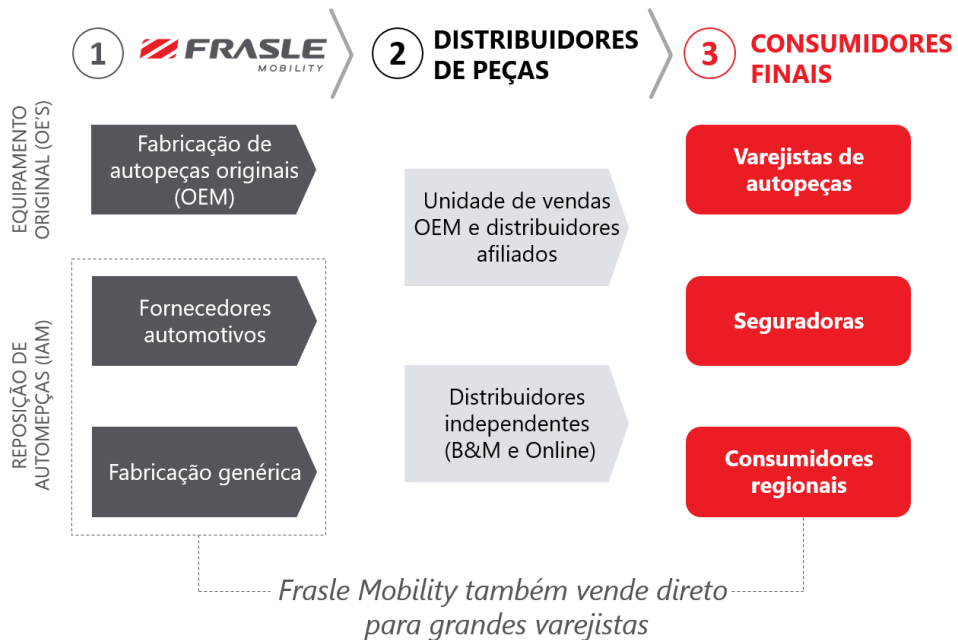 1
FRASLE
MOBILITY
2
DISTRIBUIDORES
DE PEÇAS
3
CONSUMIDORES
FINAIS
EQUIPAMENTO
ORIGINAL (OE'S)
Fabricação de
autopeças originais
(OEM)
Unidade de vendas
OEM e distribuidores
afiliados
Varejistas de
autopeças
REPOSIÇÃO DE
AUTOMEPÇAS (IAM)
Fornecedores
automotivos
Seguradoras
Fabricação genérica
Distribuidores
independentes
(B&M e Online)
Consumidores
regionais
Frasle Mobility também vende direto
para grandes varejistas